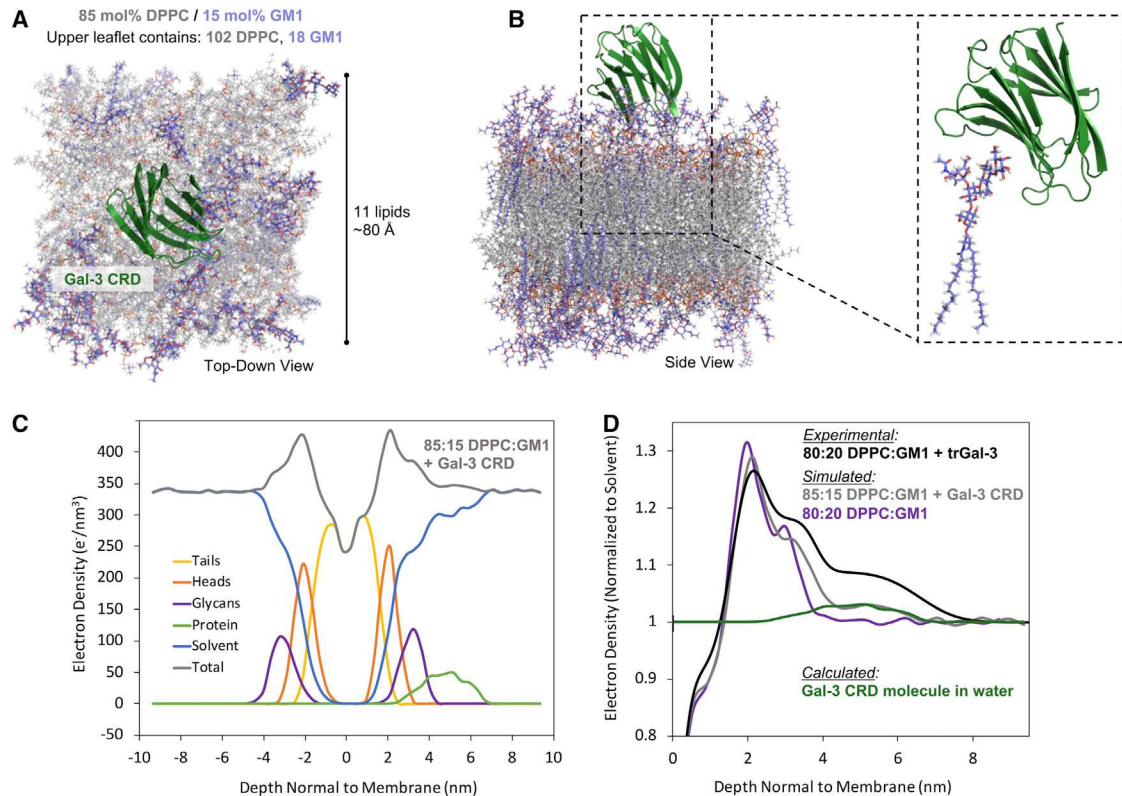 A
85 mol% DPPC / 15 mol% GM1
Upper leaflet contains: 102 DPPC, 18 GM1
11 lipids
~80 Å
Gal-3 CRD
Top-Down View
B
Side View
C
Electron Density (e-/nm³)
400
350
300
250
200
150
100
50
0
-50
85:15 DPPC:GM1
+ Gal-3 CRD
Tails
Heads
Glycans
Protein
Solvent
Total
-10 -8 -6 -4 -2 0 2 4 6 8 10
Depth Normal to Membrane (nm)
D
Electron Density (Normalized to Solvent)
1.3
1.2
1.1
1
0.9
0.8
Experimental:
80:20 DPPC:GM1 + trGal-3
Simulated:
85:15 DPPC:GM1 + Gal-3 CRD
80:20 DPPC:GM1
Calculated:
Gal-3 CRD molecule in water
0 2 4 6 8
Depth Normal to Membrane (nm)